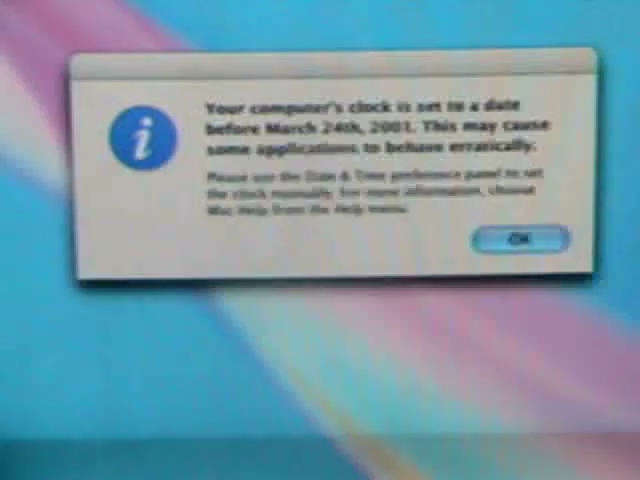 Your computer's clock is set to a date
before March 24th, 2001. This may cause
some applications to behave erratically.
Please use the Date & Time preference panel to set
the clock manually. For more information, choose
Mac Help from the Help menu.
OK